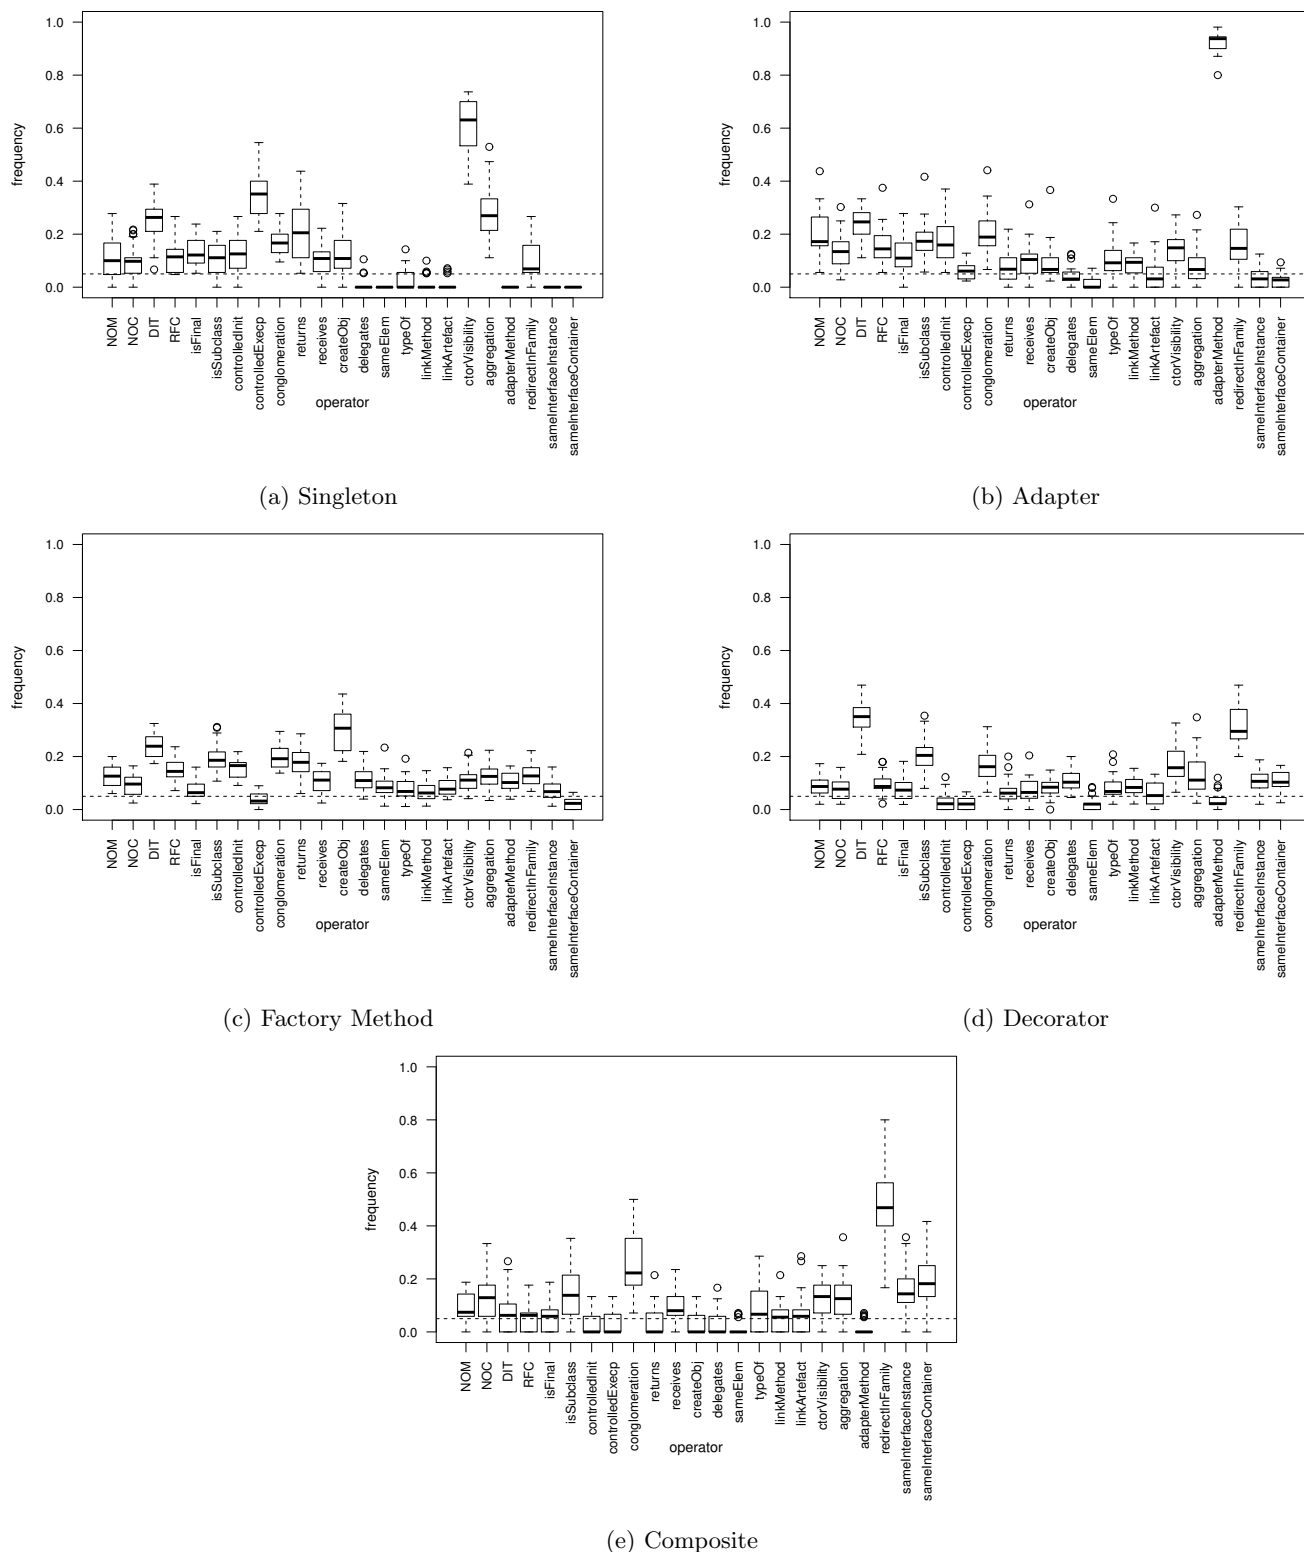 1.0
0.8
0.6
0.4
0.2
0.0
frequency
NOM
NOC
DIT
RFC
isFinal
isSubclass
controlledInit
controlledExecp
conglomeration
returns
receives
createObj
delegates
sameElem
typeOf
linkMethod
linkArtefact
ctorVisibility
aggregation
adapterMethod
redirectInFamily
sameInterfaceInstance
sameInterfaceContainer
operator
(a) Singleton
1.0
0.8
0.6
0.4
0.2
0.0
frequency
NOM
NOC
DIT
RFC
isFinal
isSubclass
controlledInit
controlledExecp
conglomeration
returns
receives
createObj
delegates
sameElem
typeOf
linkMethod
linkArtefact
ctorVisibility
aggregation
adapterMethod
redirectInFamily
sameInterfaceInstance
sameInterfaceContainer
operator
(b) Adapter
1.0
0.8
0.6
0.4
0.2
0.0
frequency
NOM
NOC
DIT
RFC
isFinal
isSubclass
controlledInit
controlledExecp
conglomeration
returns
receives
createObj
delegates
sameElem
typeOf
linkMethod
linkArtefact
ctorVisibility
aggregation
adapterMethod
redirectInFamily
sameInterfaceInstance
sameInterfaceContainer
operator
(c) Factory Method
1.0
0.8
0.6
0.4
0.2
0.0
frequency
NOM
NOC
DIT
RFC
isFinal
isSubclass
controlledInit
controlledExecp
conglomeration
returns
receives
createObj
delegates
sameElem
typeOf
linkMethod
linkArtefact
ctorVisibility
aggregation
adapterMethod
redirectInFamily
sameInterfaceInstance
sameInterfaceContainer
operator
(d) Decorator
1.0
0.8
0.6
0.4
0.2
0.0
frequency
NOM
NOC
DIT
RFC
isFinal
isSubclass
controlledInit
controlledExecp
conglomeration
returns
receives
createObj
delegates
sameElem
typeOf
linkMethod
linkArtefact
ctorVisibility
aggregation
adapterMethod
redirectInFamily
sameInterfaceInstance
sameInterfaceContainer
operator
(e) Composite